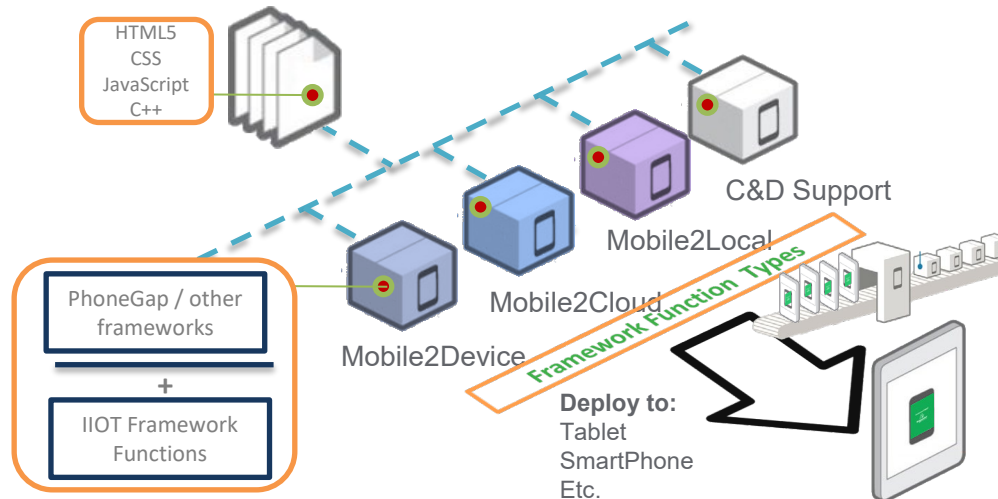 HTML5
CSS
JavaScript
C++
C&D Support
Mobile2Local
Mobile2Cloud
Mobile2Device
Framework Function Types
PhoneGap / other
frameworks
+
IIOT Framework
Functions
Deploy to:
Tablet
SmartPhone
Etc.